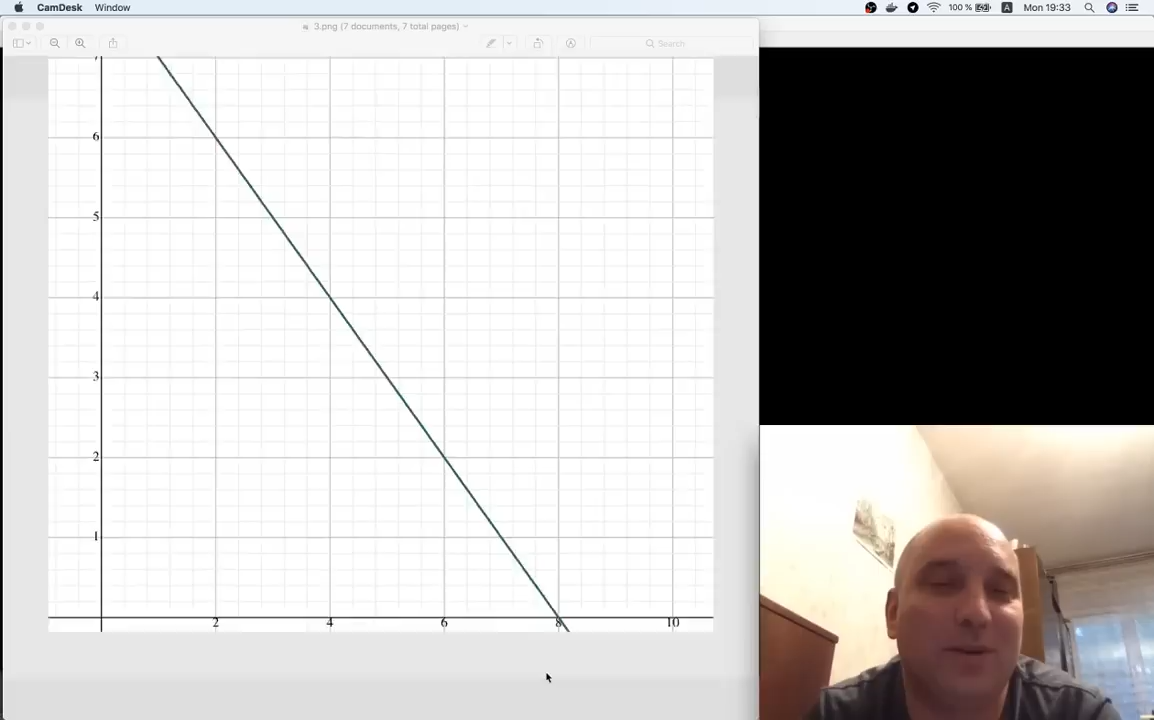 CamDesk Window 100 % A Mon 19:33
3.png (7 documents, 7 total pages)
Search
7
6
5
4
3
2
1
2 4 6 8 10